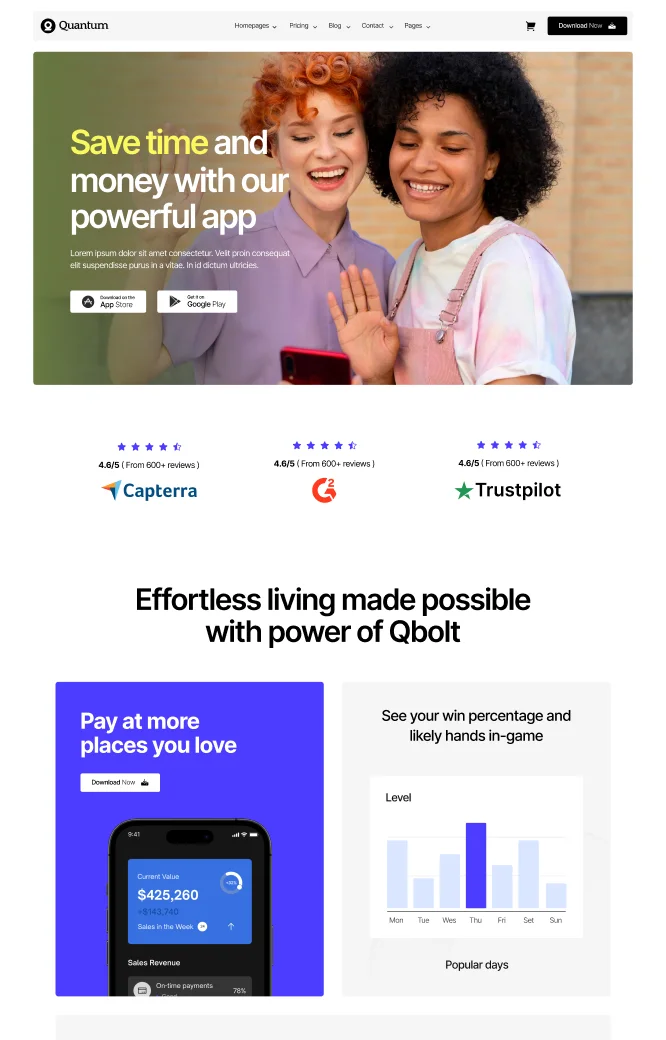 Quantum
Homepages Pricing Blog Contact Pages
Download Now
Save time and
money with our
powerful app
Lorem ipsum dolor sit amet consectetur. Velit proin consequat
elit suspendisse purus in a vitae. In id dictum ultricies.
Download on the
App Store
Get it on
Google Play
4.6/5 ( From 600+ reviews )
Capterra
4.6/5 ( From 600+ reviews )
G2
4.6/5 ( From 600+ reviews )
Trustpilot
Effortless living made possible
with power of Qbolt
Pay at more
places you love
Download Now
9:41
Current Value
$425,260
+$143,740
Sales in the Week
Sales Revenue
On-time payments
78%
See your win percentage and
likely hands in-game
Level
Mon Tue Wes Thu Fri Set Sun
Popular days